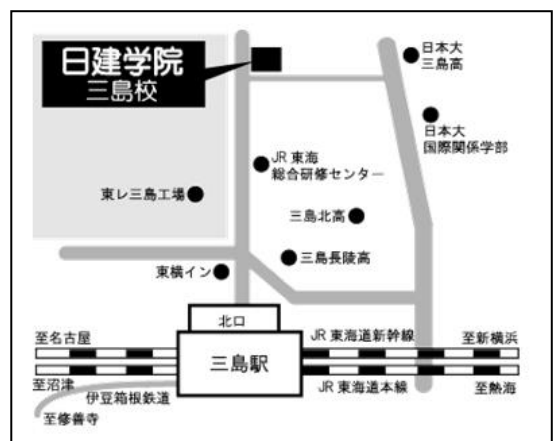 日建学院
三島校
日本大
三島高
日本大
国際関係学部
JR 東海
総合研修センター
東レ三島工場
三島北高
三島長陵高
東横イン
北口
三島駅
至名古屋
JR 東海道新幹線
至新横浜
至沼津
伊豆箱根鉄道
JR 東海道本線
至熱海
至修善寺